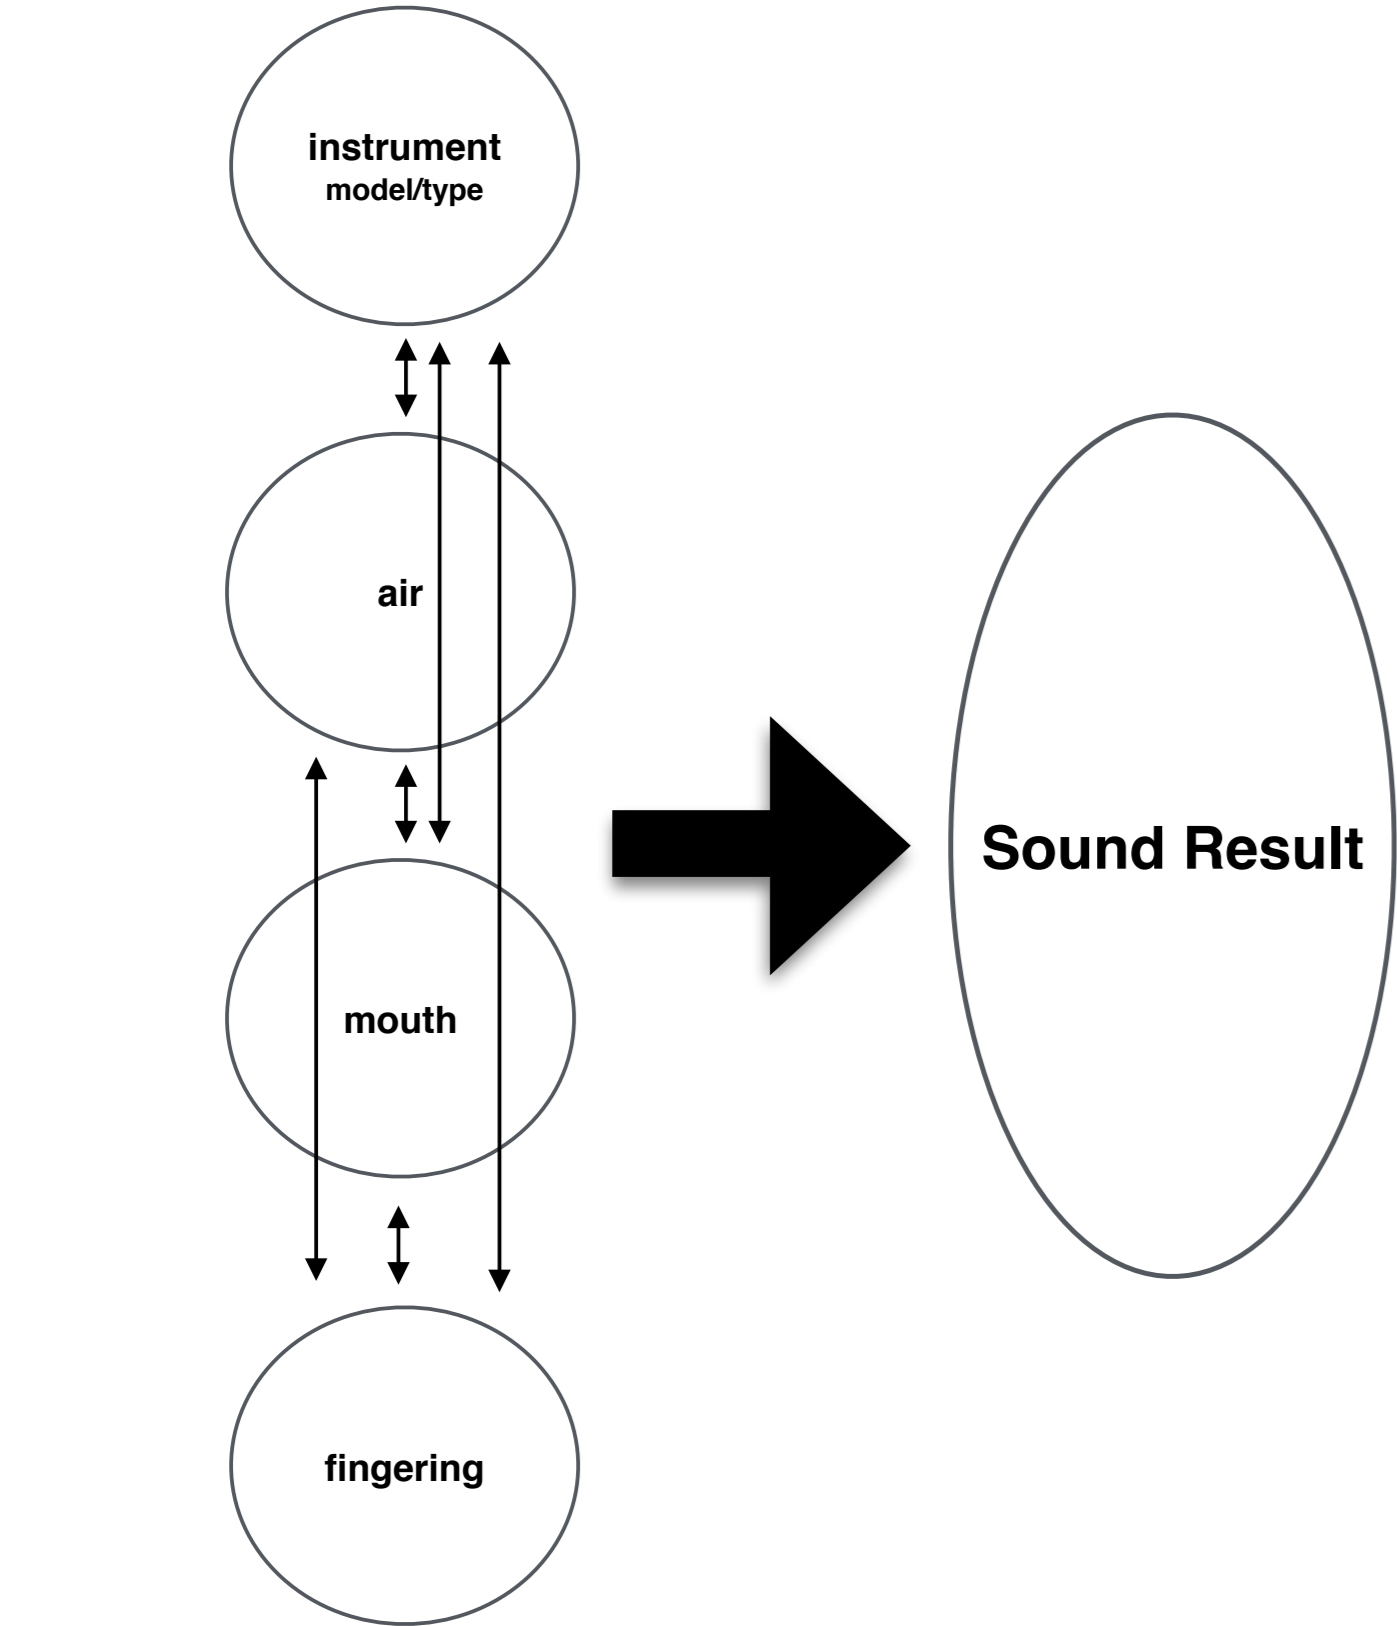 instrument
model/type
air
mouth
fingering
Sound Result